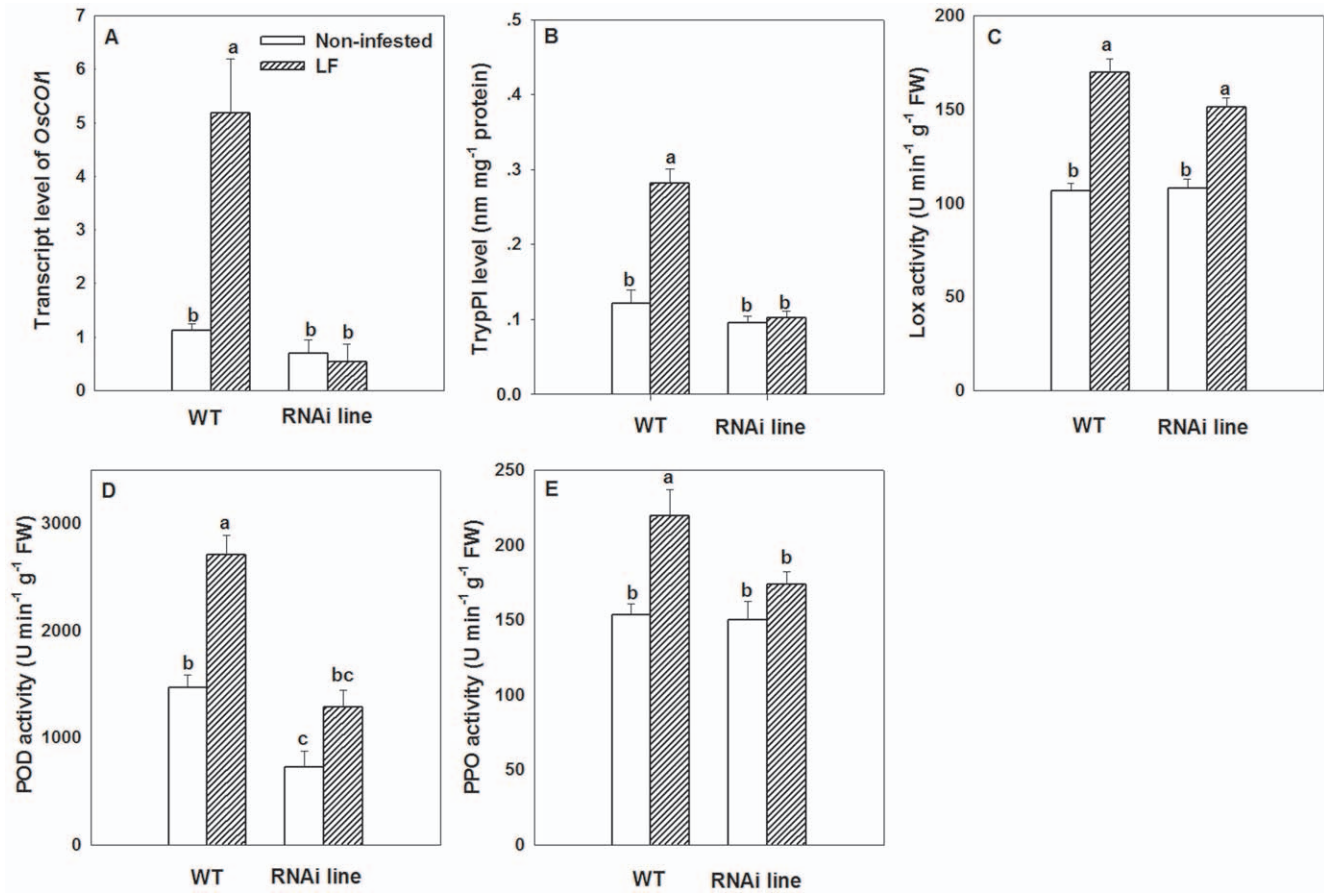 A
Non-infested
LF
Transcript level of OsCOI1
7
6
5
4
3
2
1
0
b
a
b
b
WT
RNAi line
B
TrypPI level (nm mg-1 protein)
.5
.4
.3
.2
.1
0.0
b
a
b
b
WT
RNAi line
C
Lox activity (U min-1 g-1 FW)
200
150
100
50
0
b
a
b
a
WT
RNAi line
D
POD activity (U min-1 g-1 FW)
3000
2000
1000
0
b
a
c
bc
WT
RNAi line
E
PPO activity (U min-1 g-1 FW)
250
200
150
100
50
0
b
a
b
b
WT
RNAi line